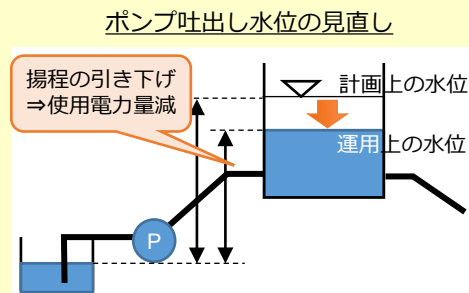 ポンプ吐出し水位の見直し
揚程の引き下げ
⇒使用電力量減
計画上の水位
運用上の水位
P